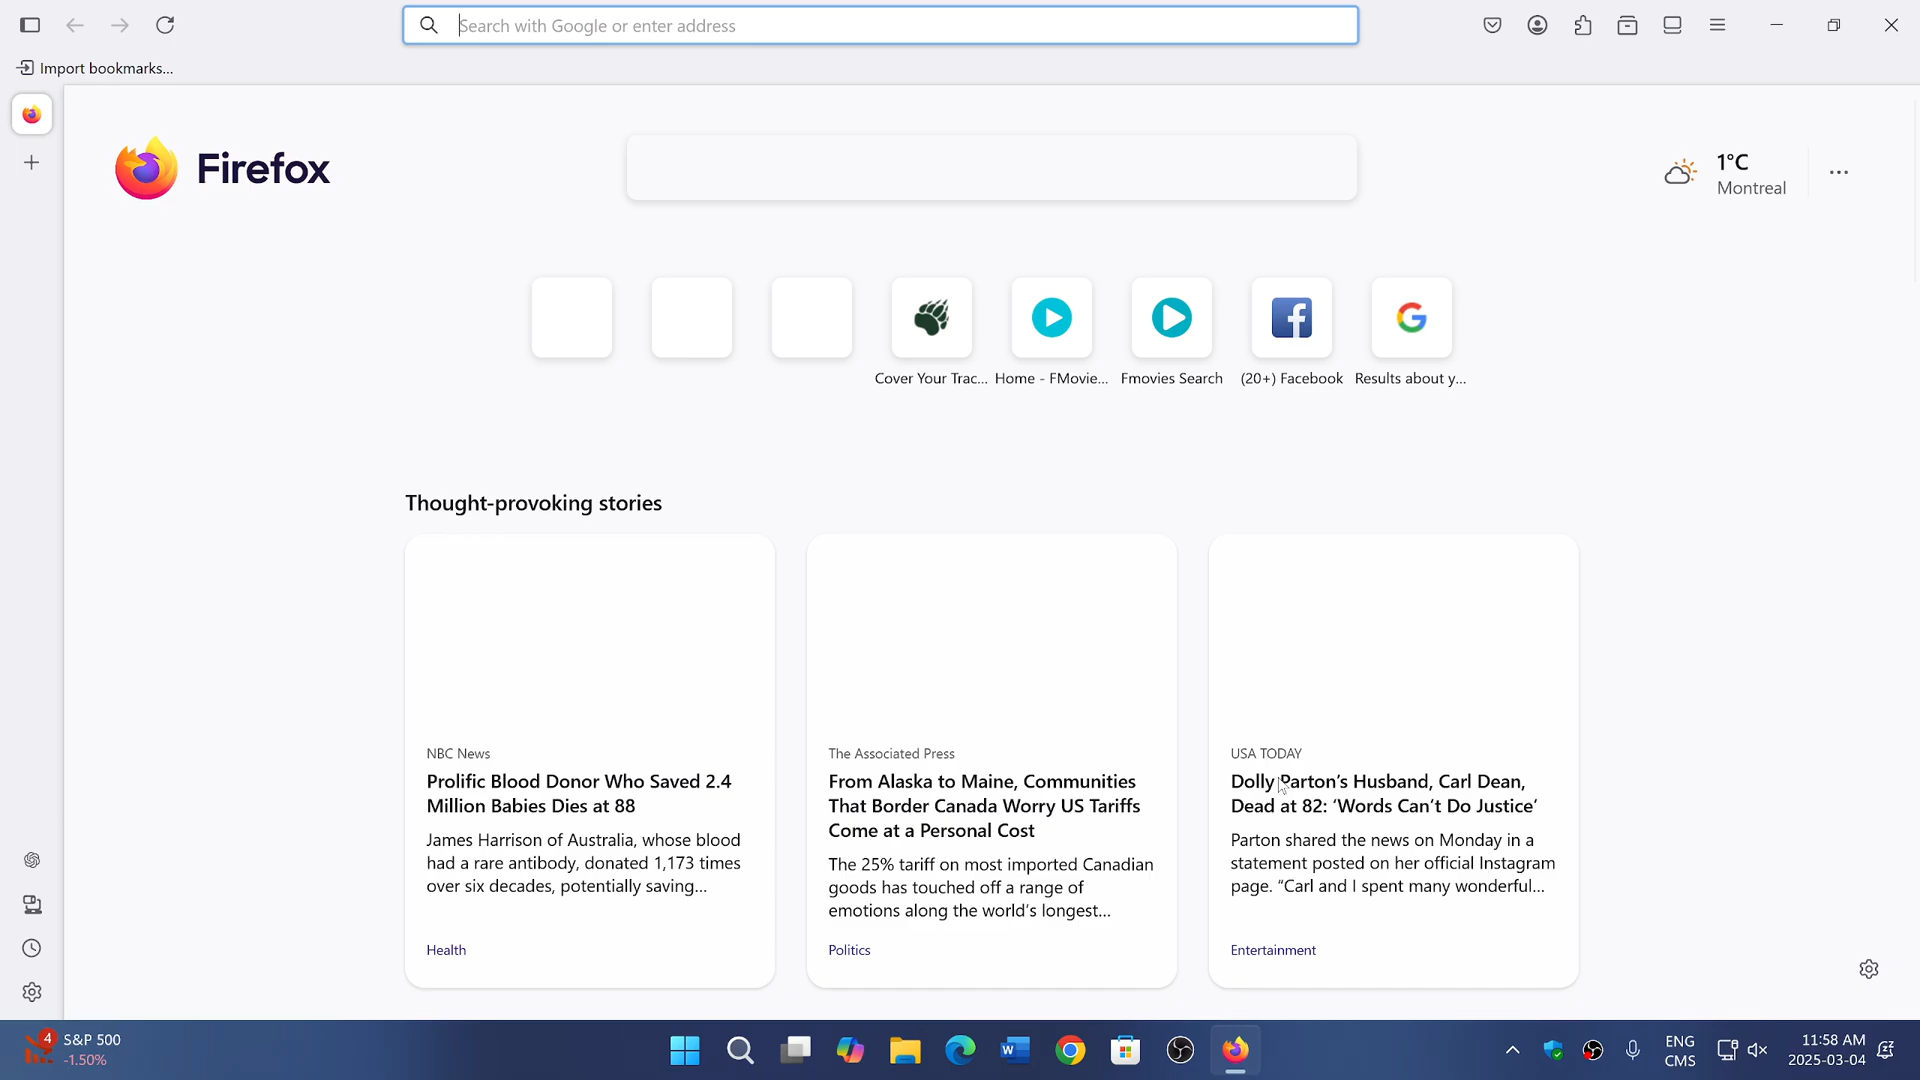 Search with Google or enter address
Import bookmarks...
Firefox
1°C
Montreal
Cover Your Trac...
Home - FMovie...
Fmovies Search
(20+) Facebook
Results about y...
Thought-provoking stories
NBC News
Prolific Blood Donor Who Saved 2.4
Million Babies Dies at 88
James Harrison of Australia, whose blood
had a rare antibody, donated 1,173 times
over six decades, potentially saving...
Health
The Associated Press
From Alaska to Maine, Communities
That Border Canada Worry US Tariffs
Come at a Personal Cost
The 25% tariff on most imported Canadian
goods has touched off a range of
emotions along the world's longest...
Politics
USA TODAY
Dolly Parton's Husband, Carl Dean,
Dead at 82: 'Words Can't Do Justice'
Parton shared the news on Monday in a
statement posted on her official Instagram
page. "Carl and I spent many wonderful...
Entertainment
4
S&P 500
-1.50%
ENG
CMS
11:58 AM
2025-03-04